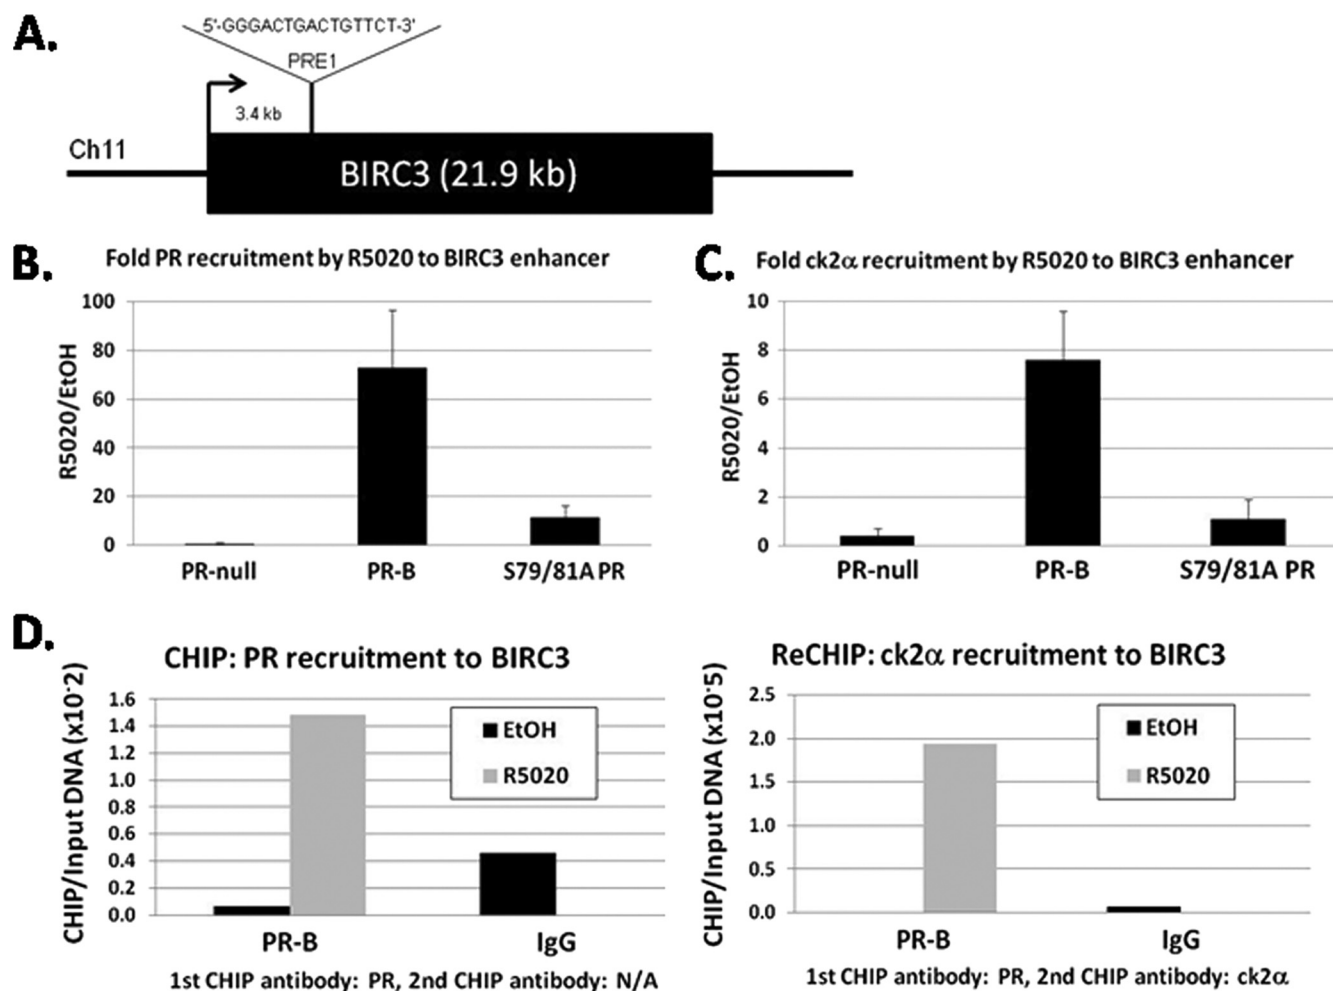 A.
5'-GGGACTGACTGTTCT-3'
PRE1
3.4 kb
Ch11
BIRC3 (21.9 kb)
B.
Fold PR recruitment by R5020 to BIRC3 enhancer
R5020/EtOH
100
80
60
40
20
0
PR-null PR-B S79/81A PR
C.
Fold ck2α recruitment by R5020 to BIRC3 enhancer
R5020/EtOH
10
8
6
4
2
0
PR-null PR-B S79/81A PR
D.
CHIP: PR recruitment to BIRC3
CHIP/Input DNA (x10-2)
1.6
1.4
1.2
1.0
0.8
0.6
0.4
0.2
0.0
EtOH
R5020
PR-B IgG
1st CHIP antibody: PR, 2nd CHIP antibody: N/A
ReCHIP: ck2α recruitment to BIRC3
CHIP/Input DNA (x10-5)
2.5
2.0
1.5
1.0
0.5
0.0
EtOH
R5020
PR-B IgG
1st CHIP antibody: PR, 2nd CHIP antibody: ck2α